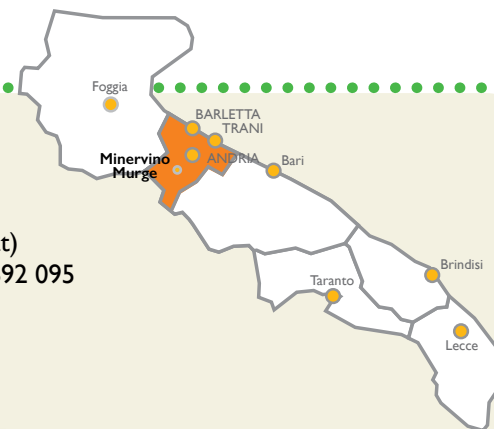 Foggia
BARLETTA
TRANI
ANDRIA
Bari
Minervino
Murge
t)
92 095
Brindisi
Taranto
Lecce